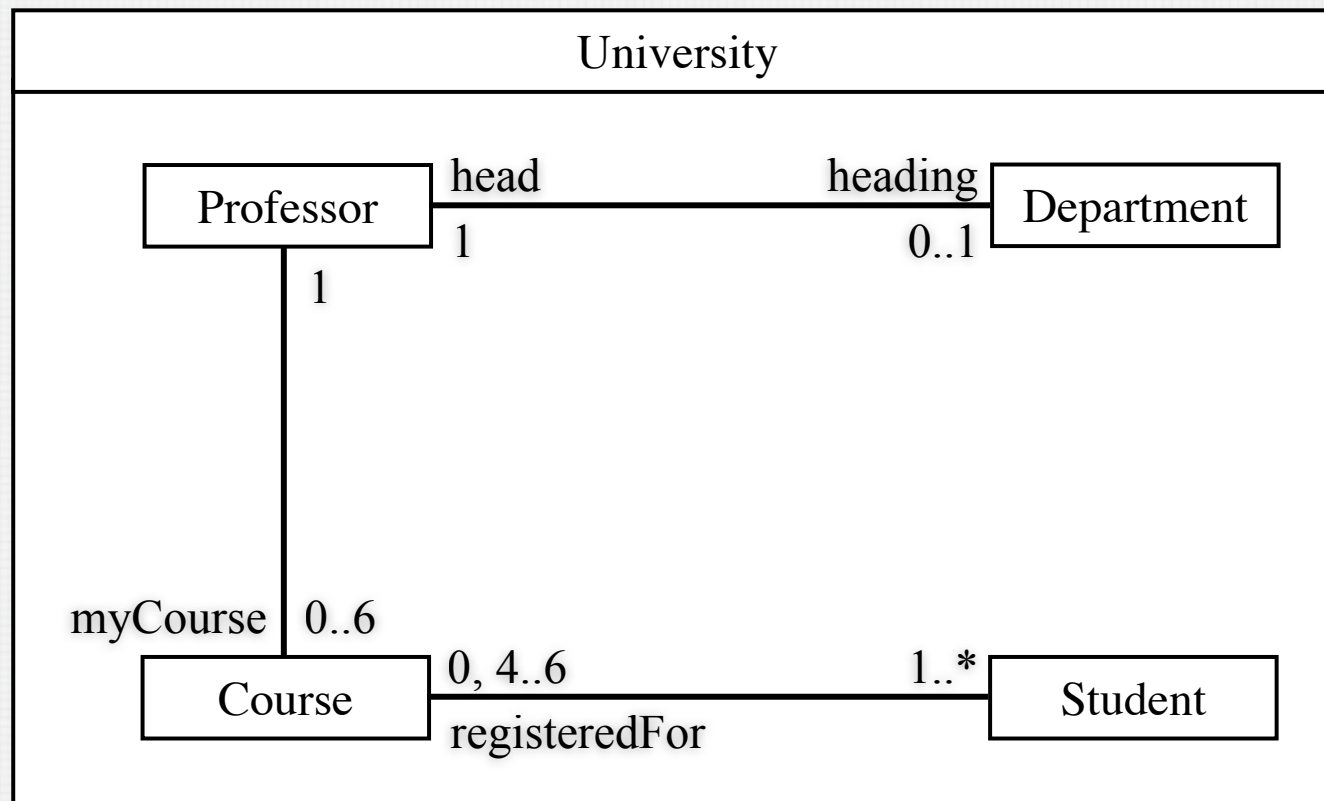 University
head heading
Professor Department
1 0..1
1
myCourse 0..6
0, 4..6 1..*
Course Student
registeredFor